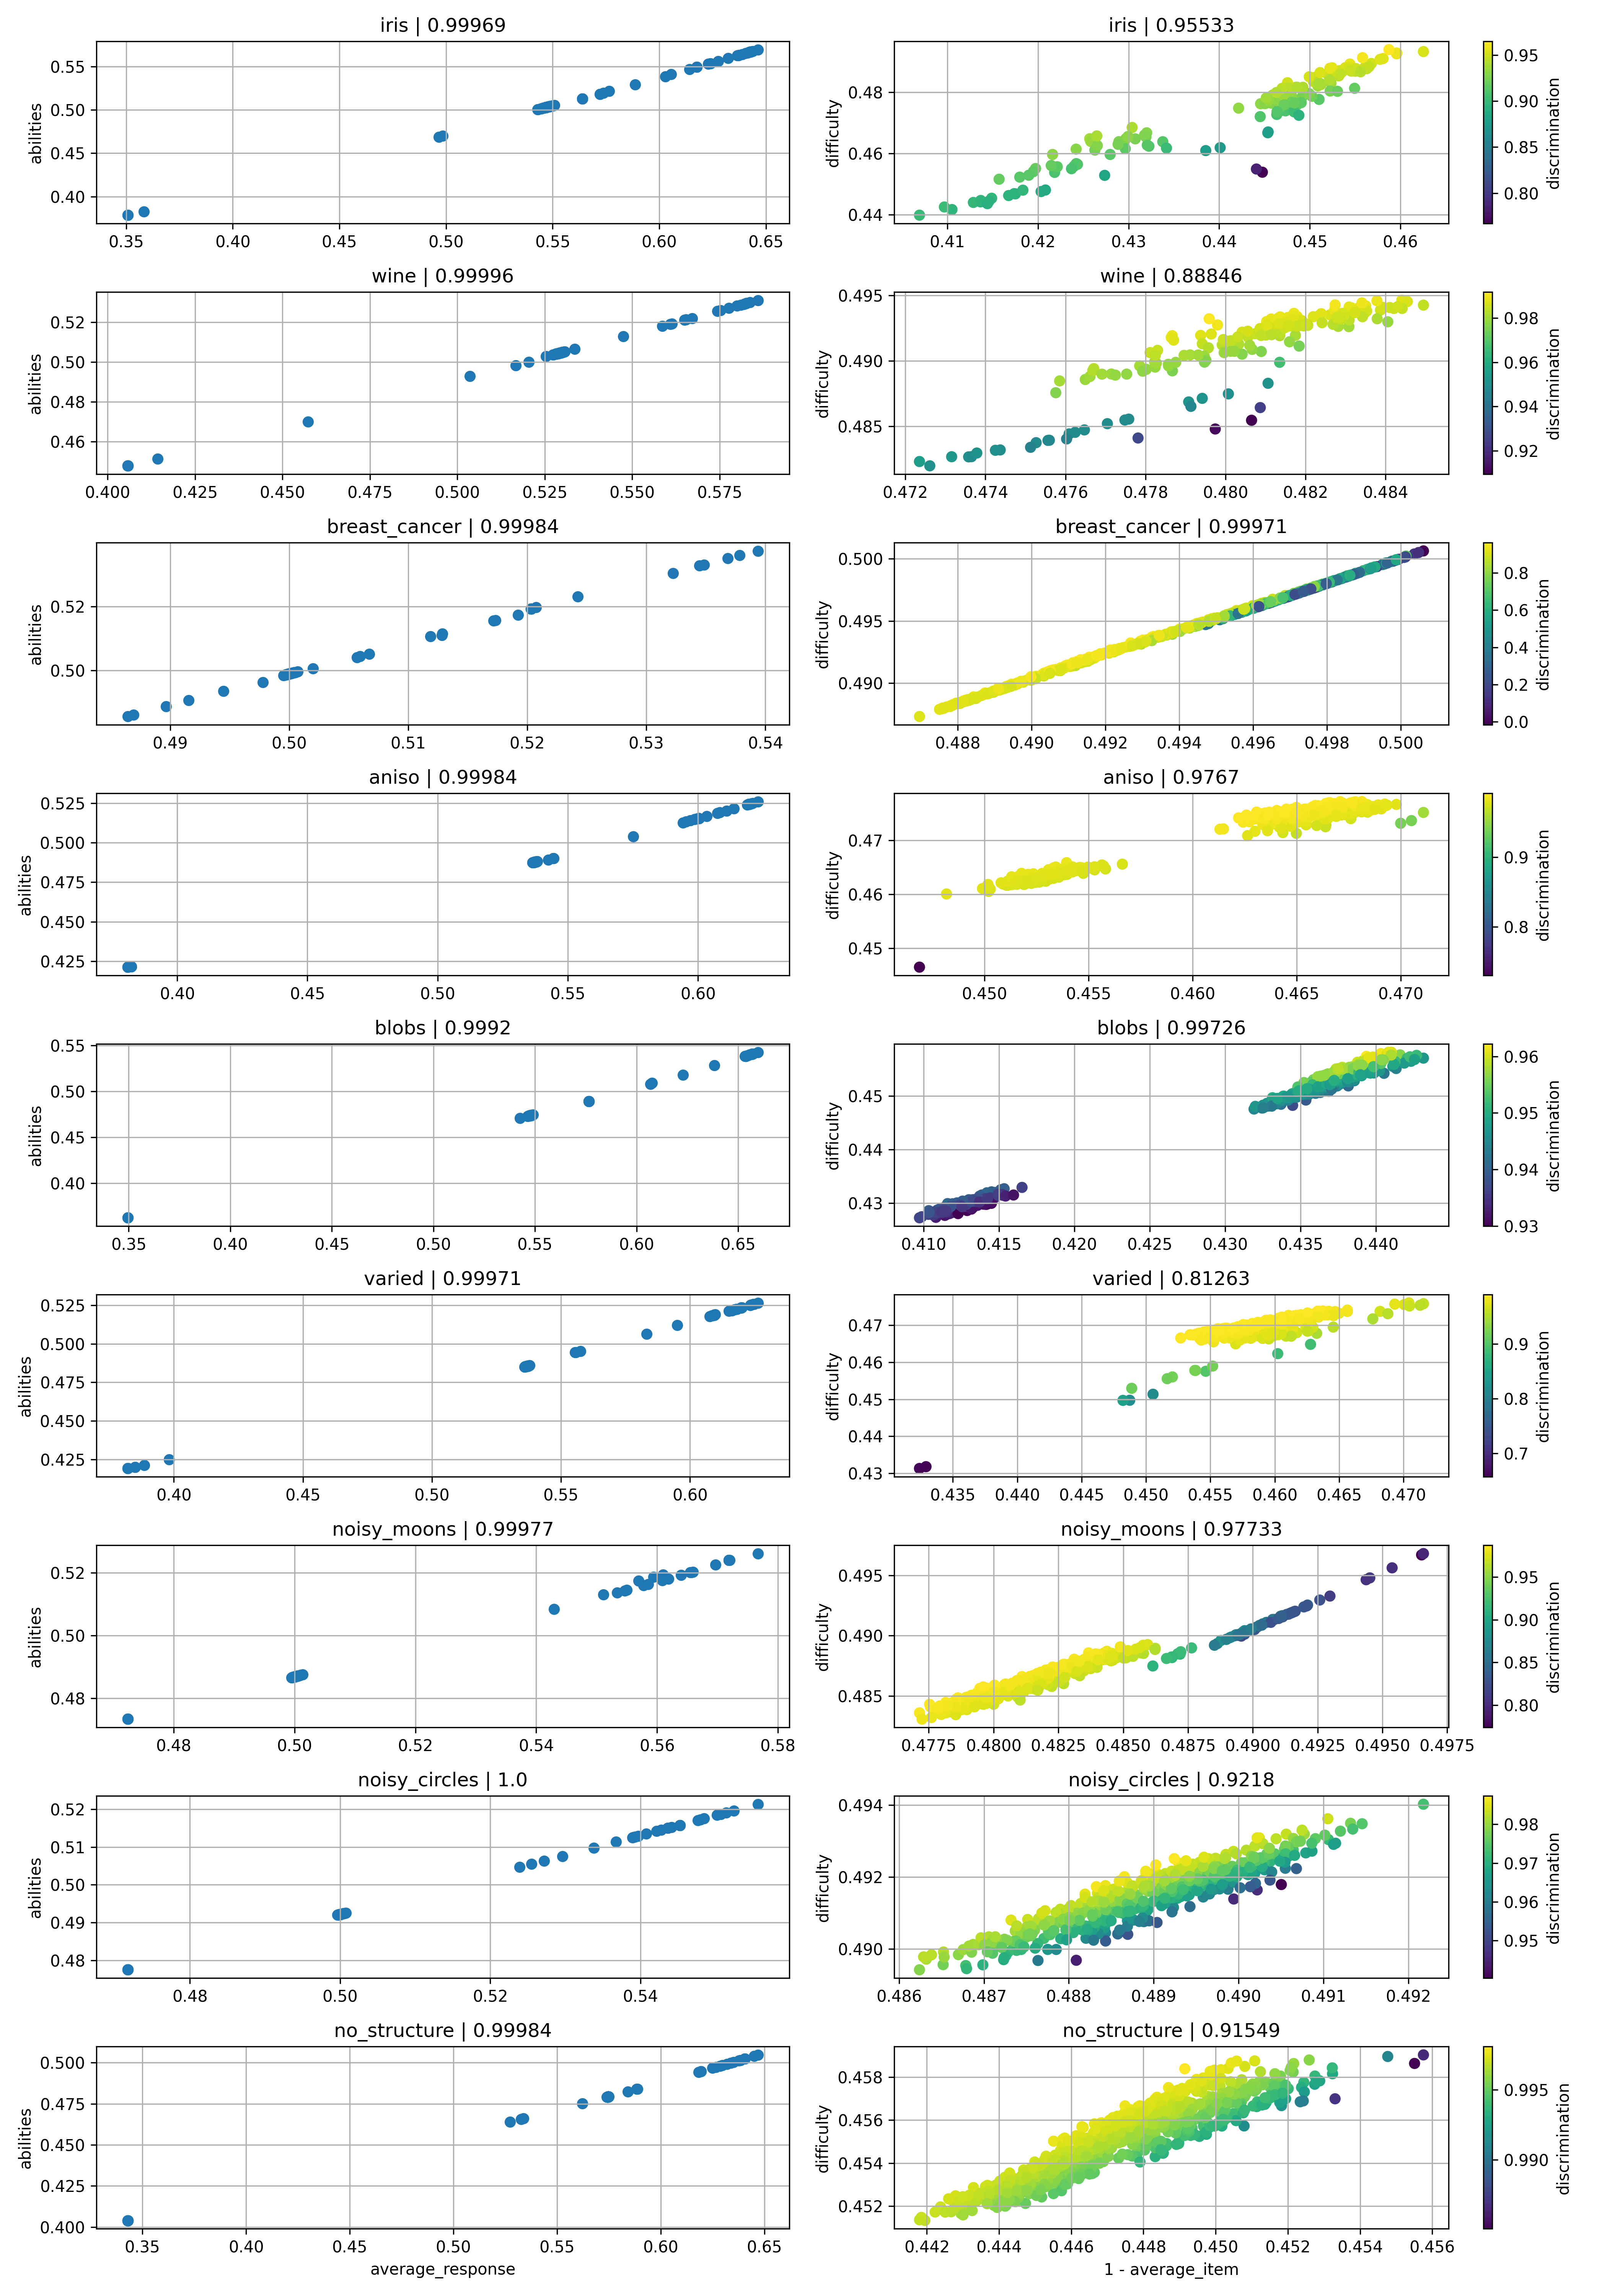 iris | 0.99969
abilities
0.55
0.50
0.45
0.40
0.35 0.40 0.45 0.50 0.55 0.60 0.65
iris | 0.95533
difficulty
0.48
0.46
0.44
0.41 0.42 0.43 0.44 0.45 0.46
0.95
0.90
0.85
0.80
discrimination
wine | 0.99996
abilities
0.52
0.50
0.48
0.46
0.400 0.425 0.450 0.475 0.500 0.525 0.550 0.575
wine | 0.88846
difficulty
0.495
0.490
0.485
0.472 0.474 0.476 0.478 0.480 0.482 0.484
0.98
0.96
0.94
0.92
discrimination
breast_cancer | 0.99984
abilities
0.52
0.50
0.49 0.50 0.51 0.52 0.53 0.54
breast_cancer | 0.99971
difficulty
0.500
0.495
0.490
0.488 0.490 0.492 0.494 0.496 0.498 0.500
0.8
0.6
0.4
0.2
0.0
discrimination
aniso | 0.99984
abilities
0.525
0.500
0.475
0.450
0.425
0.40 0.45 0.50 0.55 0.60
aniso | 0.9767
difficulty
0.47
0.46
0.45
0.450 0.455 0.460 0.465 0.470
0.9
0.8
discrimination
blobs | 0.9992
abilities
0.55
0.50
0.45
0.40
0.35 0.40 0.45 0.50 0.55 0.60 0.65
blobs | 0.99726
difficulty
0.45
0.44
0.43
0.410 0.415 0.420 0.425 0.430 0.435 0.440
0.96
0.95
0.94
0.93
discrimination
varied | 0.99971
abilities
0.525
0.500
0.475
0.450
0.425
0.40 0.45 0.50 0.55 0.60
varied | 0.81263
difficulty
0.47
0.46
0.45
0.44
0.43
0.435 0.440 0.445 0.450 0.455 0.460 0.465 0.470
0.9
0.8
0.7
discrimination
noisy_moons | 0.99977
abilities
0.52
0.50
0.48
0.48 0.50 0.52 0.54 0.56 0.58
noisy_moons | 0.97733
difficulty
0.495
0.490
0.485
0.4775 0.4800 0.4825 0.4850 0.4875 0.4900 0.4925 0.4950 0.4975
0.95
0.90
0.85
0.80
discrimination
noisy_circles | 1.0
abilities
0.52
0.51
0.50
0.49
0.48
0.48 0.50 0.52 0.54
noisy_circles | 0.9218
difficulty
0.494
0.492
0.490
0.486 0.487 0.488 0.489 0.490 0.491 0.492
0.98
0.97
0.96
0.95
discrimination
no_structure | 0.99984
abilities
0.500
0.475
0.450
0.425
0.400
0.35 0.40 0.45 0.50 0.55 0.60 0.65
average_response
no_structure | 0.91549
difficulty
0.458
0.456
0.454
0.452
0.442 0.444 0.446 0.448 0.450 0.452 0.454 0.456
1 - average_item
0.995
0.990
discrimination